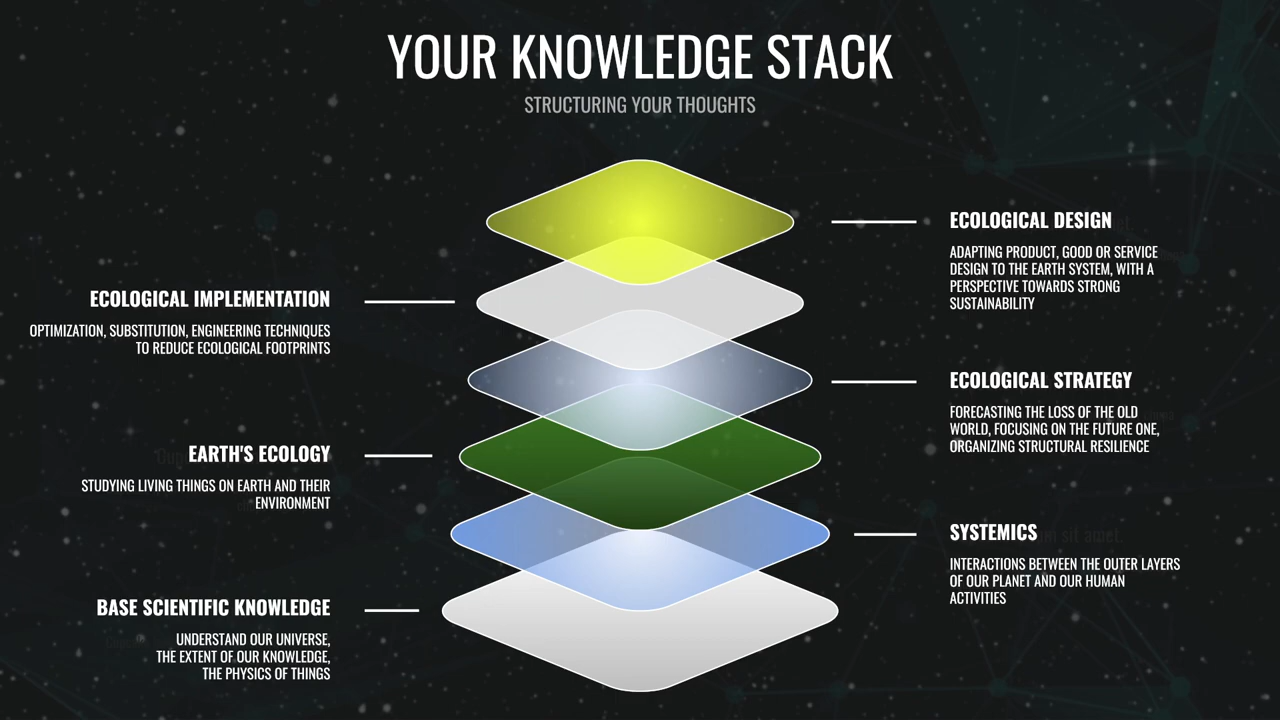 YOUR KNOWLEDGE STACK
STRUCTURING YOUR THOUGHTS
ECOLOGICAL DESIGN
ADAPTING PRODUCT, GOOD OR SERVICE
DESIGN TO THE EARTH SYSTEM, WITH A
PERSPECTIVE TOWARDS STRONG
SUSTAINABILITY
ECOLOGICAL IMPLEMENTATION
OPTIMIZATION, SUBSTITUTION, ENGINEERING TECHNIQUES
TO REDUCE ECOLOGICAL FOOTPRINTS
ECOLOGICAL STRATEGY
FORECASTING THE LOSS OF THE OLD
WORLD, FOCUSING ON THE FUTURE ONE,
ORGANIZING STRUCTURAL RESILIENCE
EARTH'S ECOLOGY
STUDYING LIVING THINGS ON EARTH AND THEIR
ENVIRONMENT
SYSTEMICS
INTERACTIONS BETWEEN THE OUTER LAYERS
OF OUR PLANET AND OUR HUMAN
ACTIVITIES
BASE SCIENTIFIC KNOWLEDGE
UNDERSTAND OUR UNIVERSE,
THE EXTENT OF OUR KNOWLEDGE,
THE PHYSICS OF THINGS